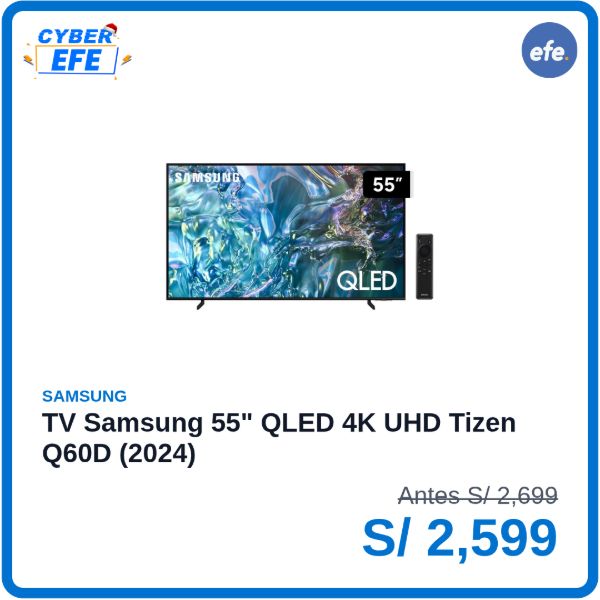 CYBER
EFE
efe.
SAMSUNG
55"
QLED
SAMSUNG
TV Samsung 55" QLED 4K UHD Tizen
Q60D (2024)
Antes S/ 2,699
S/ 2,599